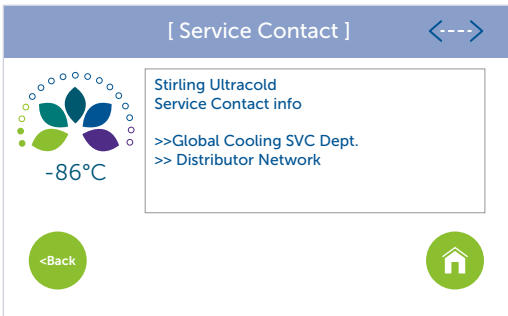 [ Service Contact ]
Stirling Ultracold
Service Contact info
>>Global Cooling SVC Dept.
>> Distributor Network
-86°C
<Back